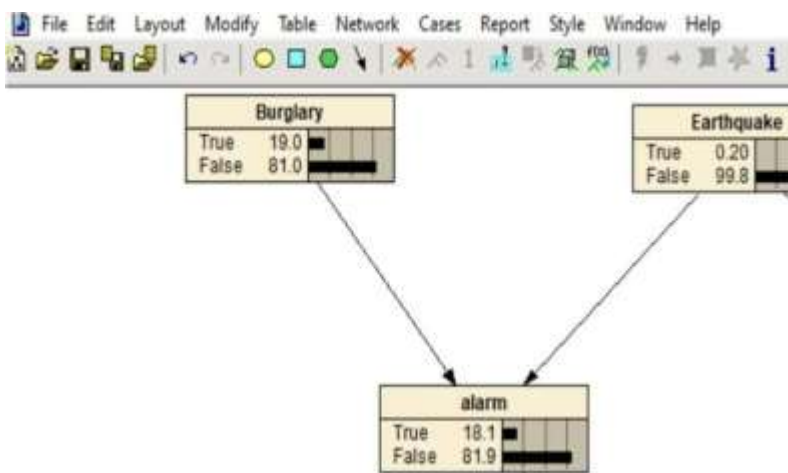 File Edit Layout Modify Table Network Cases Report Style Window Help
1 f(x) i
Burglary
True 19.0
False 81.0
Earthquake
True 0.20
False 99.8
alarm
True 18.1
False 81.9